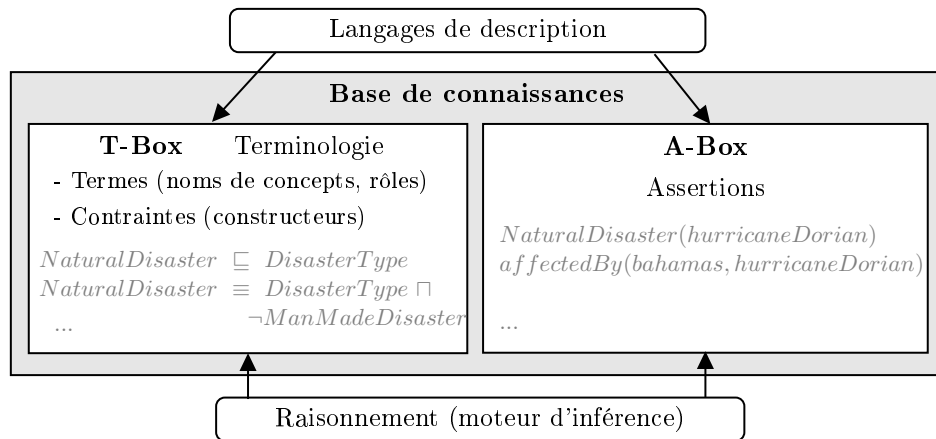 Langages de description
Base de connaissances
T-Box Terminologie
- Termes (noms de concepts, rôles)
- Contraintes (constructeurs)
NaturalDisaster ⊑ DisasterType
NaturalDisaster ≡ DisasterType ⊓
¬ManMadeDisaster
...
A-Box
Assertions
NaturalDisaster(hurricaneDorian)
affectedBy(bahamas, hurricaneDorian)
...
Raisonnement (moteur d'inférence)